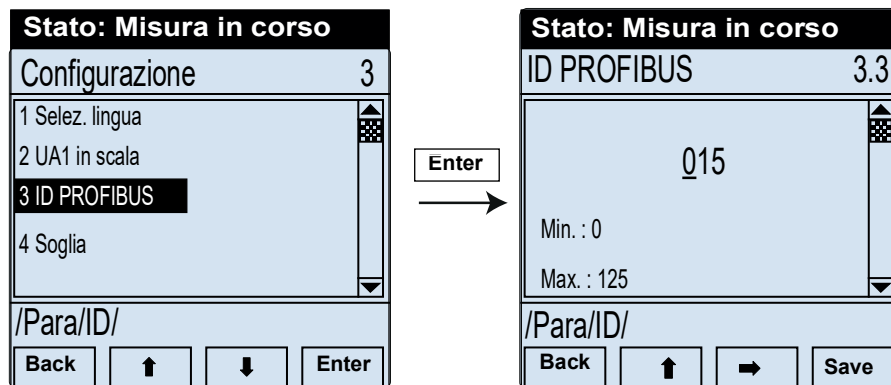 Stato: Misura in corso
Configurazione 3
1 Selez. lingua
2 UA1 in scala
3 ID PROFIBUS
4 Soglia
/Para/ID/
Back Enter
Enter
Stato: Misura in corso
ID PROFIBUS 3.3
015
Min. : 0
Max. : 125
/Para/ID/
Back Save